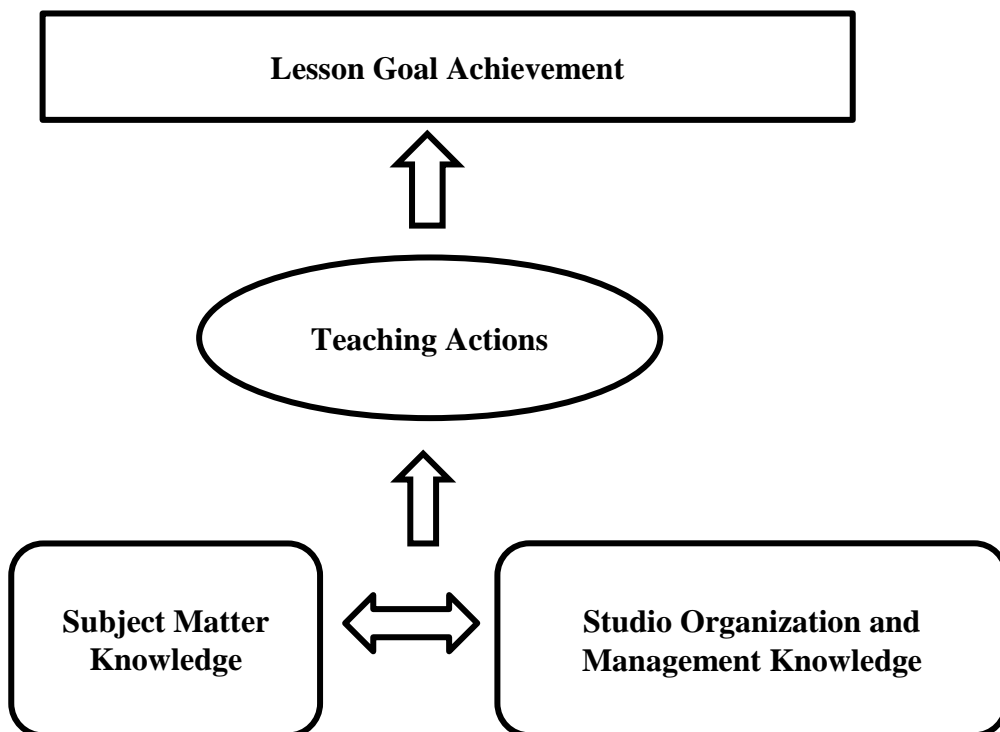 Lesson Goal Achievement
Teaching Actions
Subject Matter
Knowledge
Studio Organization and
Management Knowledge